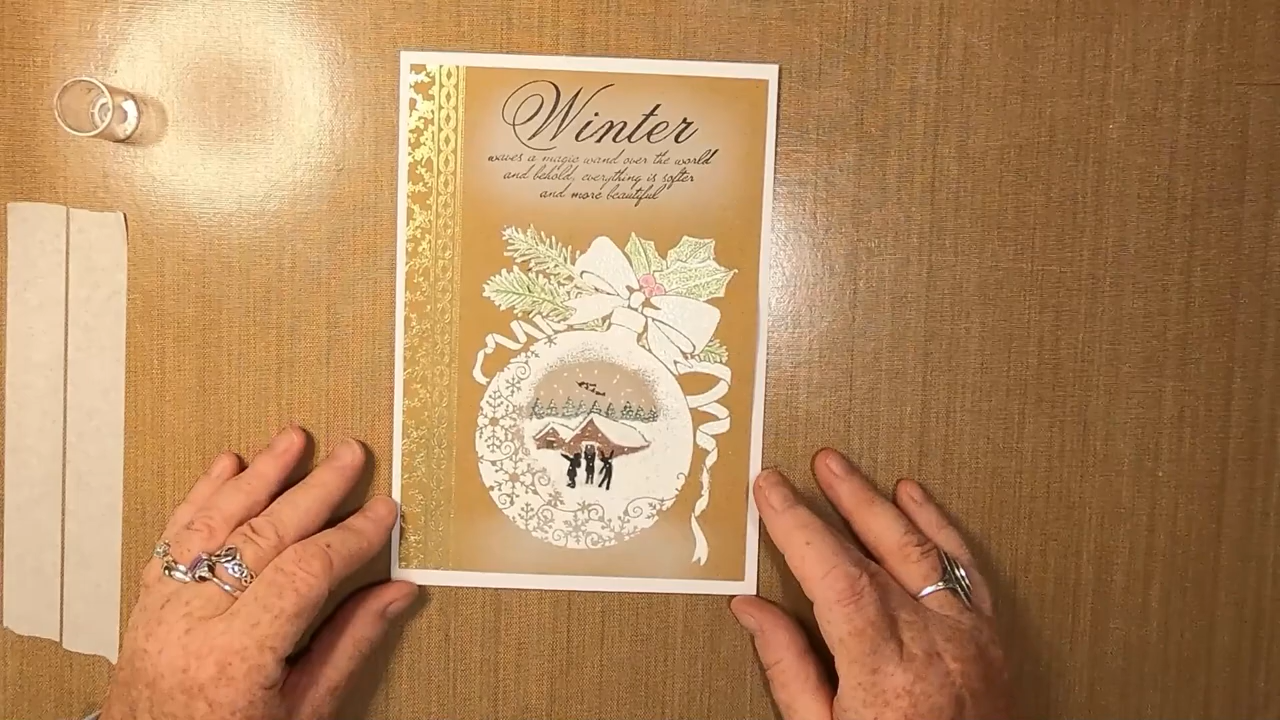 Winter
waves a magic wand over the world
and behold, everything is softer
and more beautiful